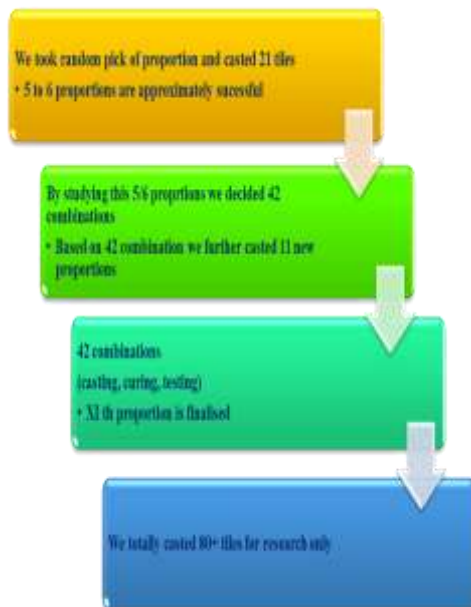 We took random pick of proportion and casted 21 tiles
• 5 to 6 proportions are approximately sucessful
By studying this 5/6 proprtions we decided 42
combinations
• Based on 42 combination we further casted 11 new
proportions
42 combinations
(casting, curing, testing)
• XI th proportion is finalised
We totally casted 80+ tiles for research only